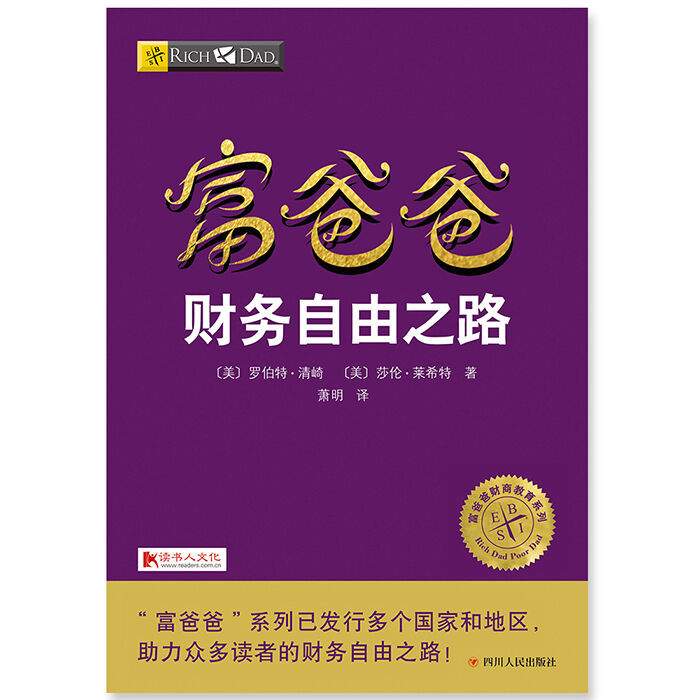 E B S I RICH DAD®
富爸爸
财务自由之路
〔美〕罗伯特·清崎 〔美〕莎伦·莱希特 著
萧明 译
富爸爸财商教育系列
E B S I
Rich Dad Poor Dad
读书人文化
www.readers.com.cn
“富爸爸”系列已发行多个国家和地区，
助力众多读者的财务自由之路！
四川人民出版社